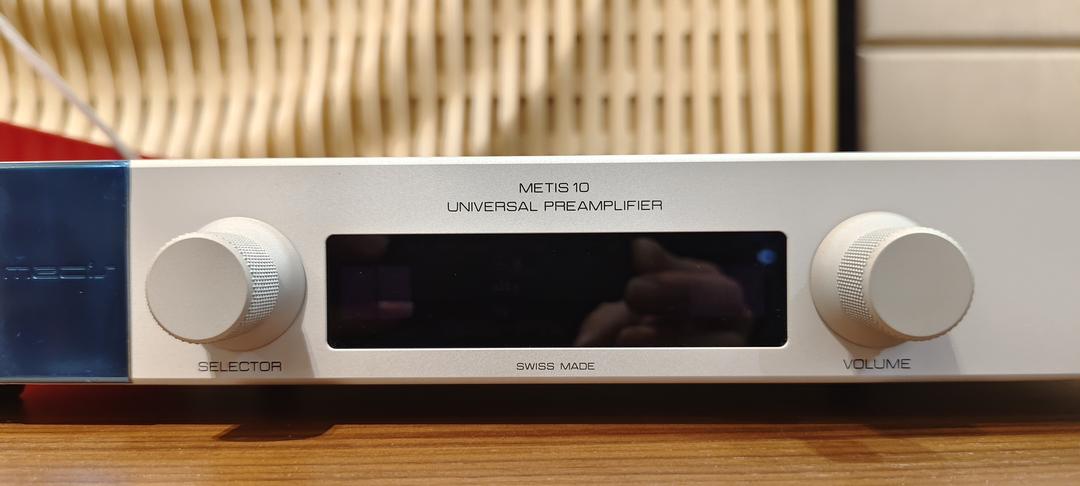 METIS 10
UNIVERSAL PREAMPLIFIER
SELECTOR
SWISS MADE
VOLUME